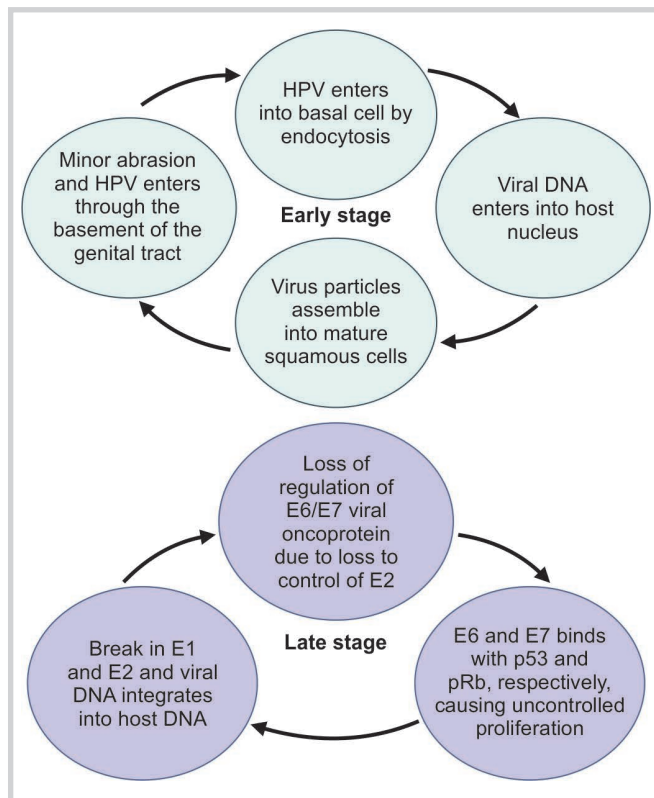 HPV enters
into basal cell by
endocytosis
Minor abrasion
and HPV enters
through the
basement of the
genital tract
Early stage
Viral DNA
enters into host
nucleus
Virus particles
assemble
into mature
squamous cells
Loss of
regulation of
E6/E7 viral
oncoprotein
due to loss to
control of E2
Late stage
Break in E1
and E2 and viral
DNA integrates
into host DNA
E6 and E7 binds
with p53 and
pRb, respectively,
causing uncontrolled
proliferation